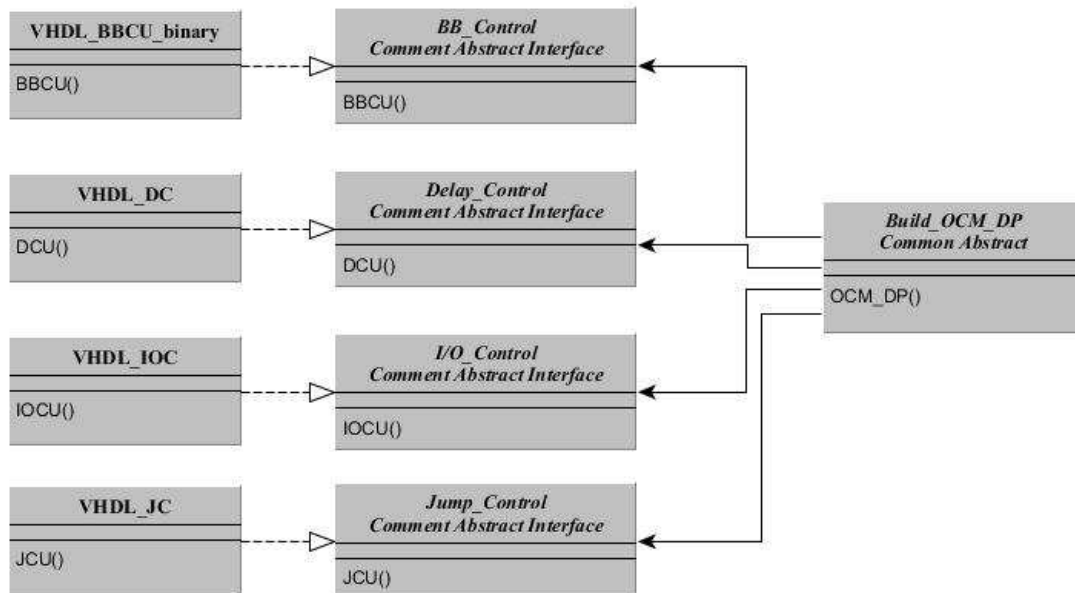 VHDL_BBCU_binary
BBCU()
BB_Control
Comment Abstract Interface
BBCU()
VHDL_DC
DCU()
Delay_Control
Comment Abstract Interface
DCU()
Build_OCM_DP
Common Abstract
OCM_DP()
VHDL_IOC
IOCU()
I/O_Control
Comment Abstract Interface
IOCU()
VHDL_JC
JCU()
Jump_Control
Comment Abstract Interface
JCU()